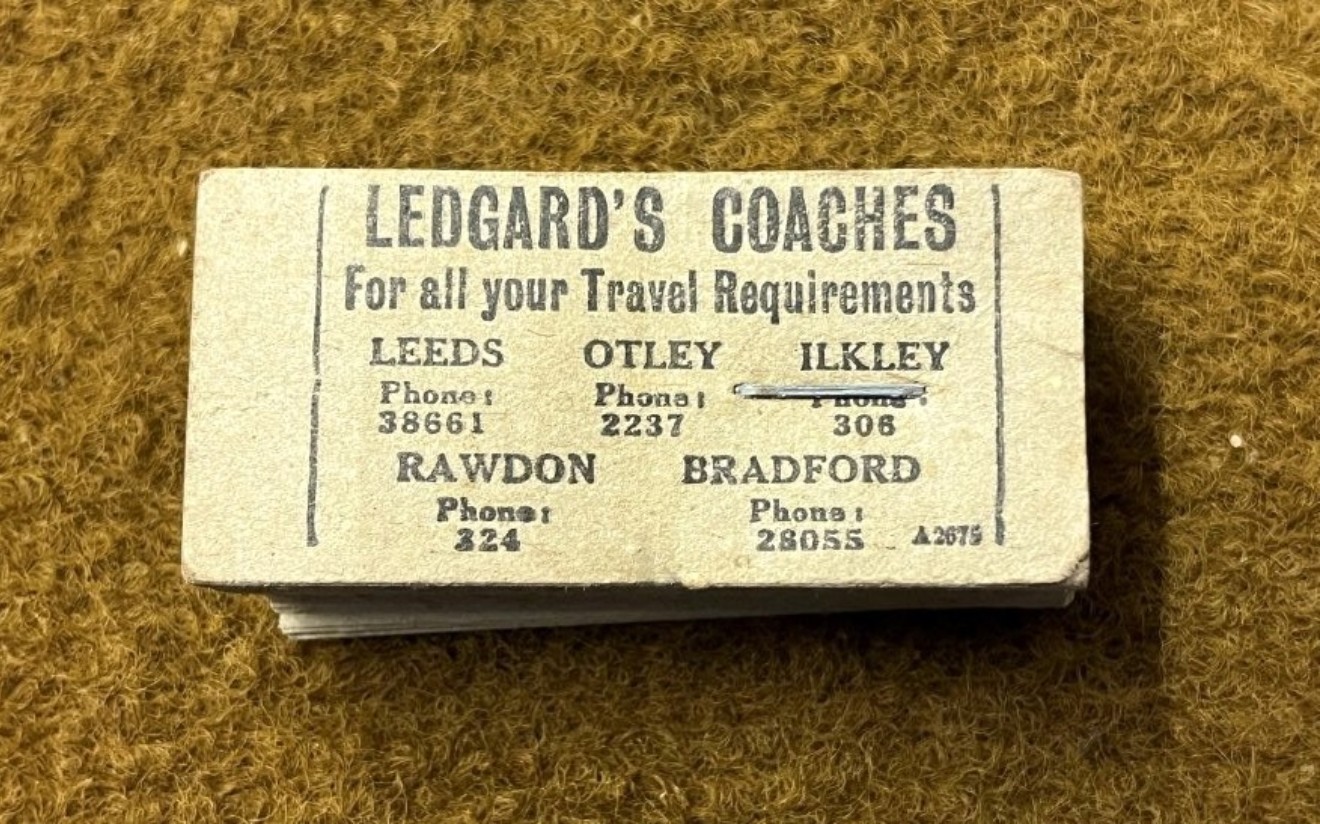 LEDGARD'S COACHES
For all your Travel Requirements
LEEDS OTLEY ILKLEY
Phone: Phone: Phone:
38661 2237 306
RAWDON BRADFORD
Phone: Phone:
324 28055 A2675